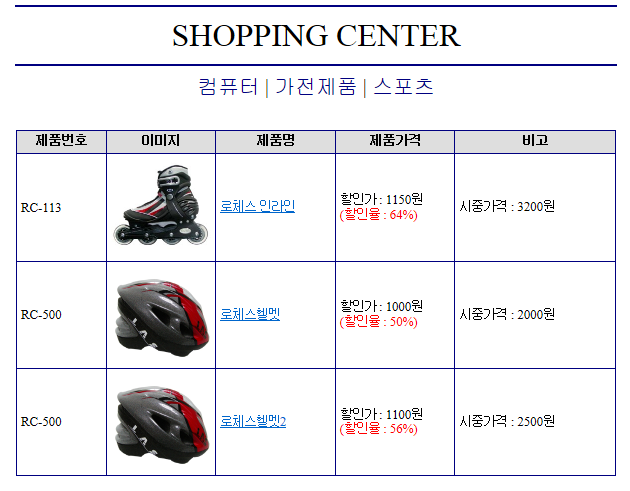 SHOPPING CENTER
컴퓨터 | 가전제품 | 스포츠
제품번호 이미지 제품명 제품가격 비고
RC-113 로체스 인라인 할인가 : 1150원 시중가격 : 3200원
(할인율 : 64%)
RC-500 로체스헬멧 할인가 : 1000원 시중가격 : 2000원
(할인율 : 50%)
RC-500 로체스헬멧2 할인가 : 1100원 시중가격 : 2500원
(할인율 : 56%)